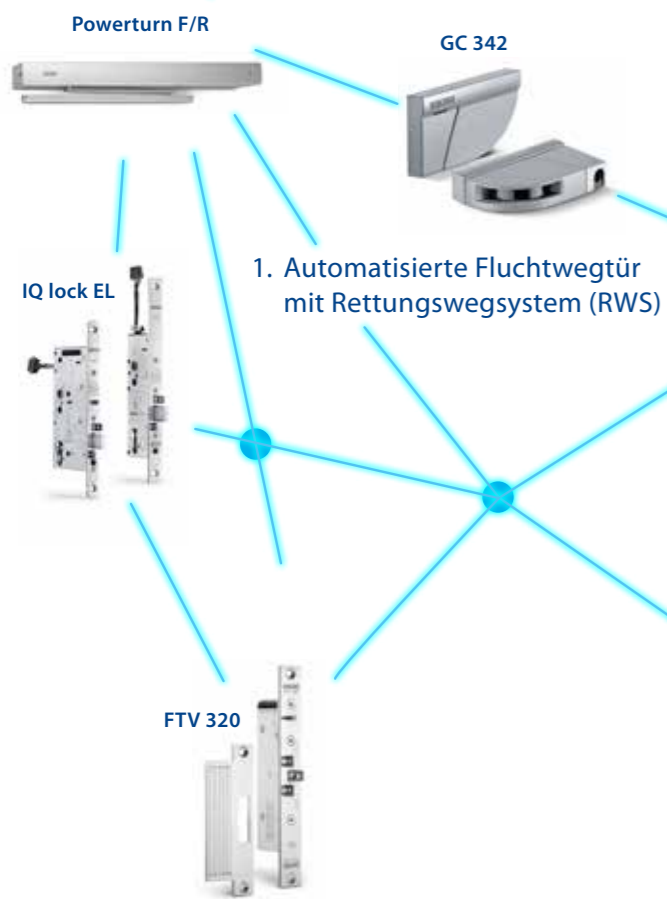 Powerturn F/R
GC 342
1. Automatisierte Fluchtwegtür
mit Rettungswegsystem (RWS)
IQ lock EL
FTV 320